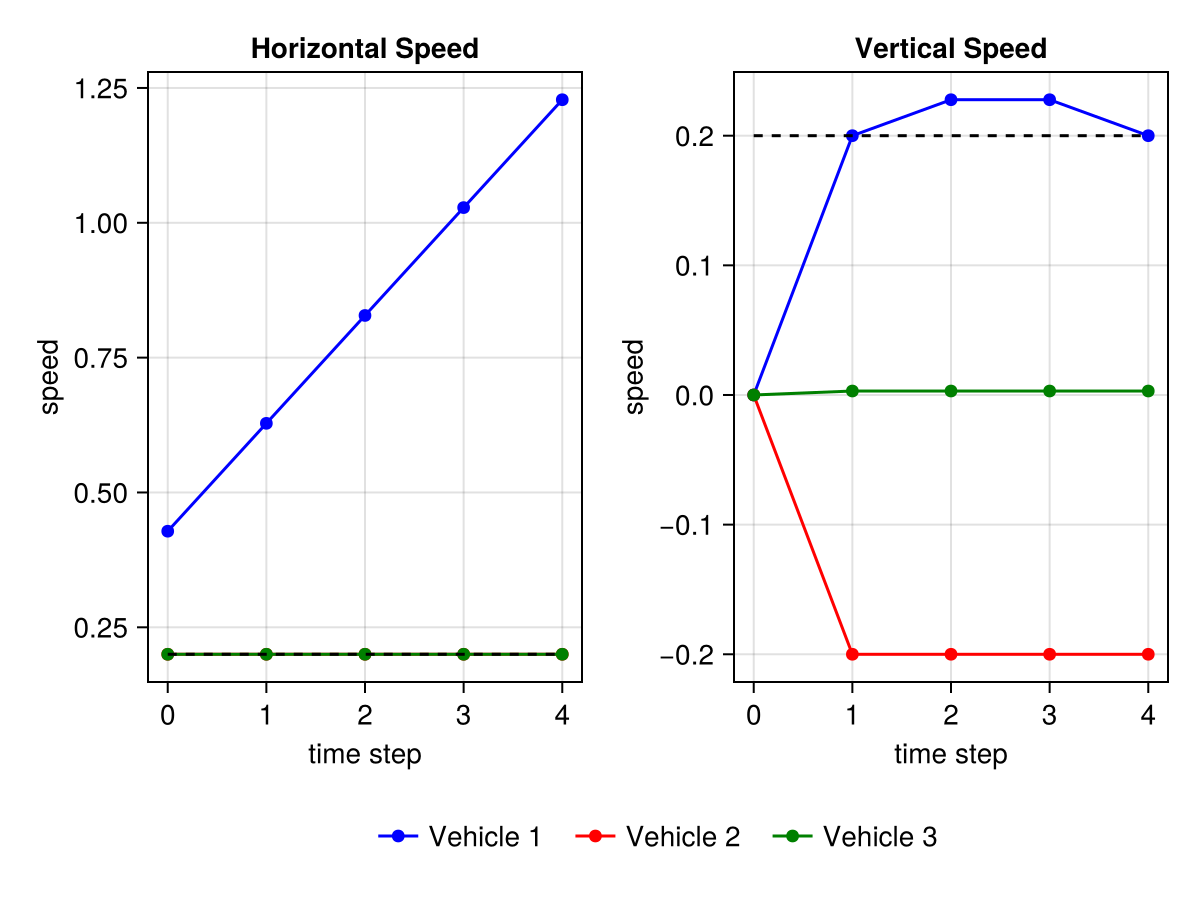 Horizontal Speed
1.25
1.00
0.75
0.50
0.25
speed
0 1 2 3 4
time step
Vertical Speed
0.2
0.1
0.0
−0.1
−0.2
speed
0 1 2 3 4
time step
Vehicle 1 Vehicle 2 Vehicle 3